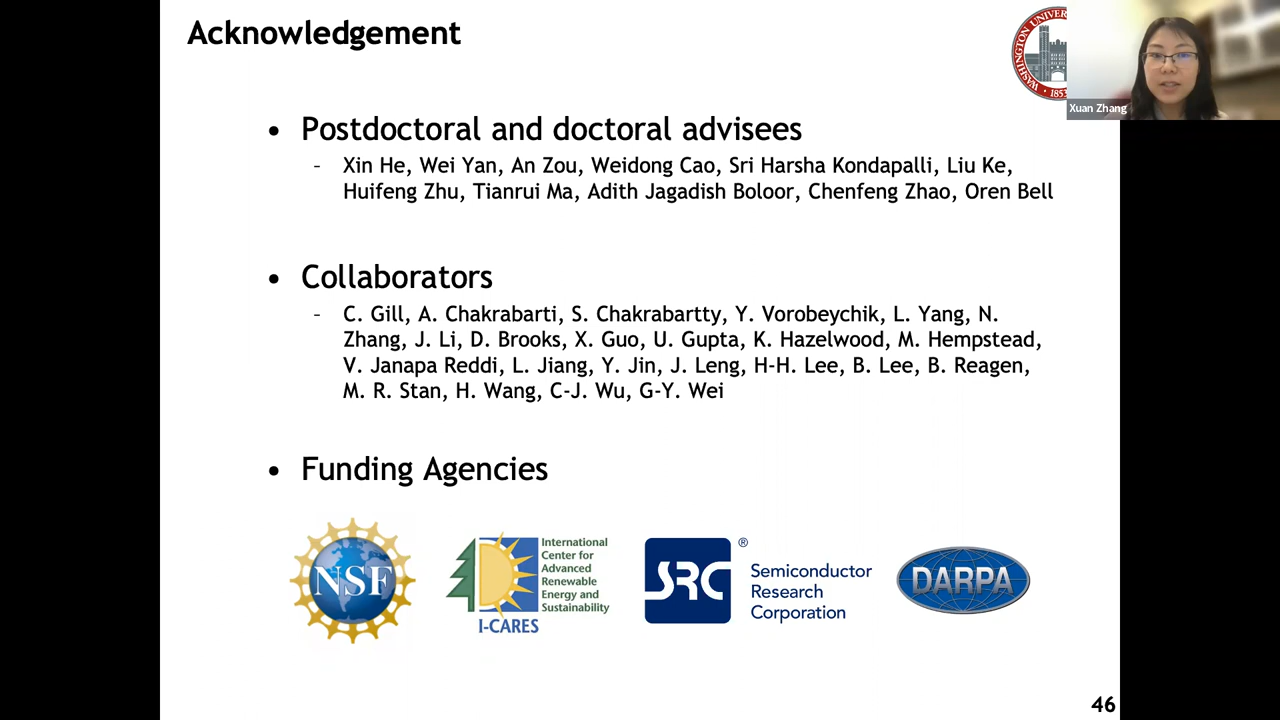 Acknowledgement
WASHINGTON UNIVER
1853
Xuan Zhang
• Postdoctoral and doctoral advisees
– Xin He, Wei Yan, An Zou, Weidong Cao, Sri Harsha Kondapalli, Liu Ke,
Huifeng Zhu, Tianrui Ma, Adith Jagadish Boloor, Chenfeng Zhao, Oren Bell
• Collaborators
– C. Gill, A. Chakrabarti, S. Chakrabartty, Y. Vorobeychik, L. Yang, N.
Zhang, J. Li, D. Brooks, X. Guo, U. Gupta, K. Hazelwood, M. Hempstead,
V. Janapa Reddi, L. Jiang, Y. Jin, J. Leng, H-H. Lee, B. Lee, B. Reagen,
M. R. Stan, H. Wang, C-J. Wu, G-Y. Wei
• Funding Agencies
NSF
International
Center for
Advanced
Renewable
Energy and
Sustainability
I-CARES
SRC
®
Semiconductor
Research
Corporation
DARPA
46